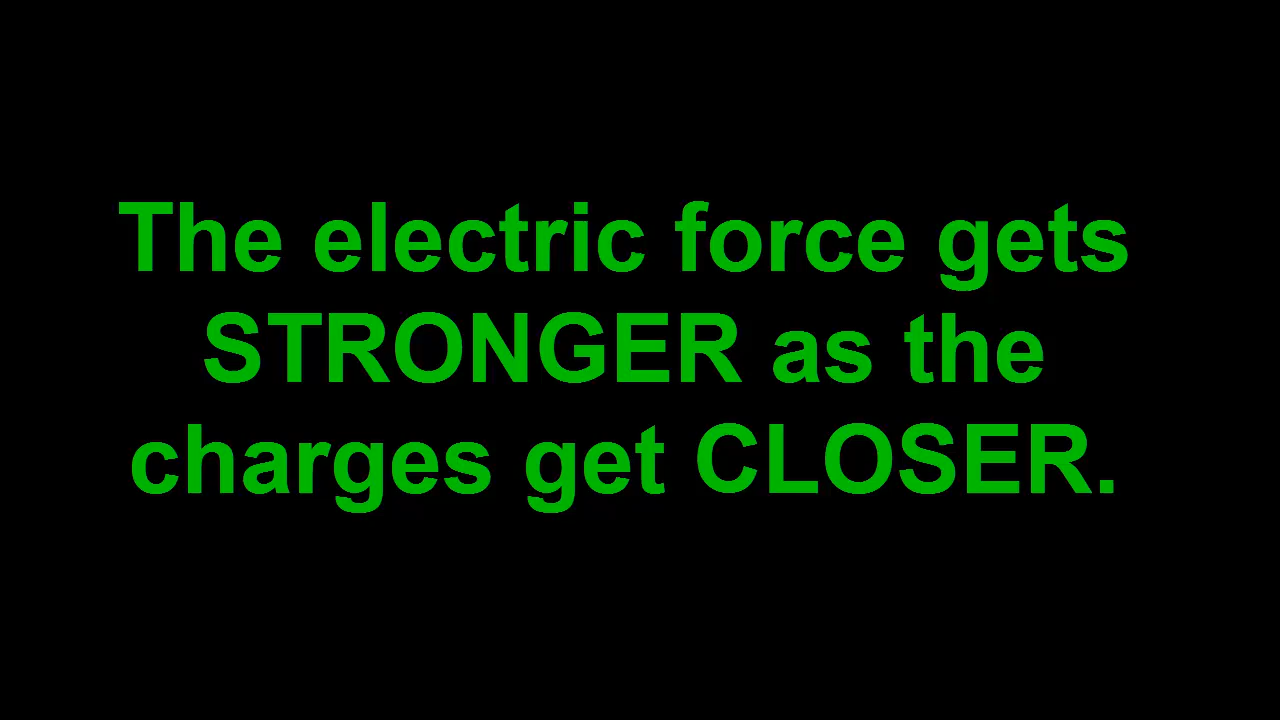 The electric force gets
STRONGER as the
charges get CLOSER.